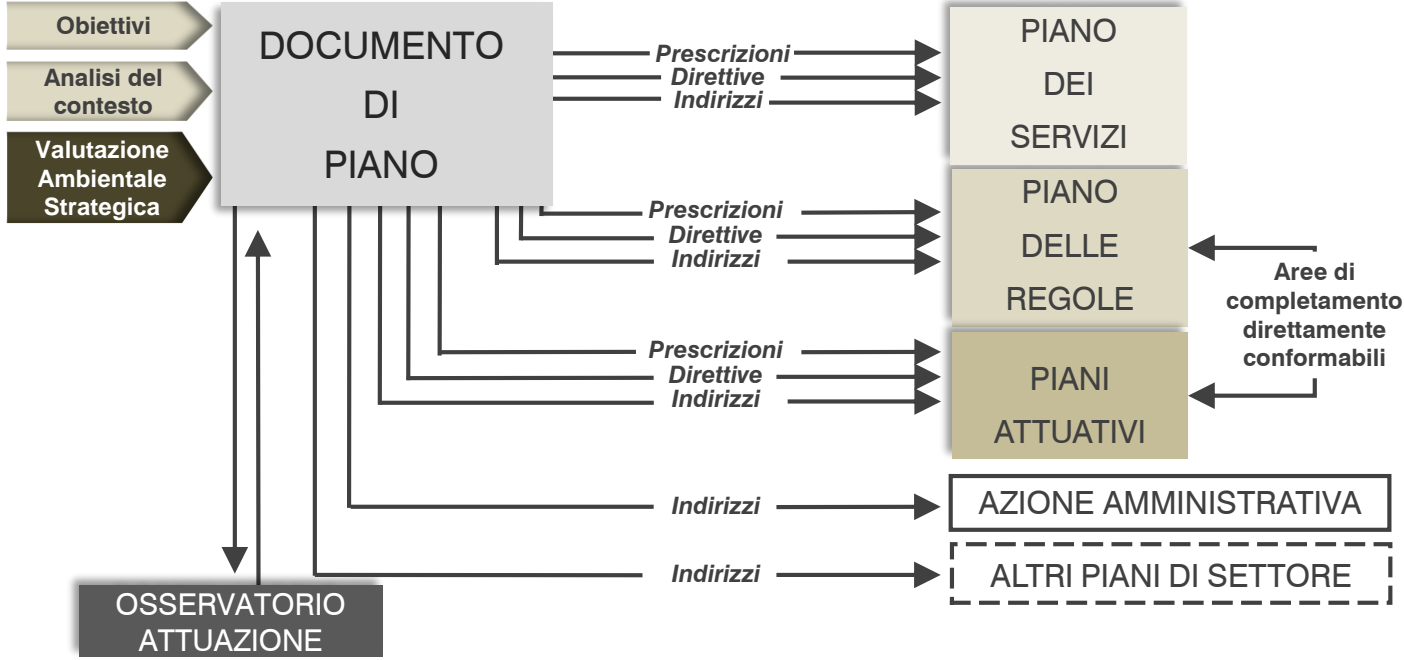 Obiettivi
Analisi del
contesto
Valutazione
Ambientale
Strategica
DOCUMENTO
DI
PIANO
Prescrizioni
Direttive
Indirizzi
PIANO
DEI
SERVIZI
Prescrizioni
Direttive
Indirizzi
PIANO
DELLE
REGOLE
Aree di
completamento
direttamente
conformabili
Prescrizioni
Direttive
Indirizzi
PIANI
ATTUATIVI
Indirizzi
AZIONE AMMINISTRATIVA
Indirizzi
ALTRI PIANI DI SETTORE
OSSERVATORIO
ATTUAZIONE